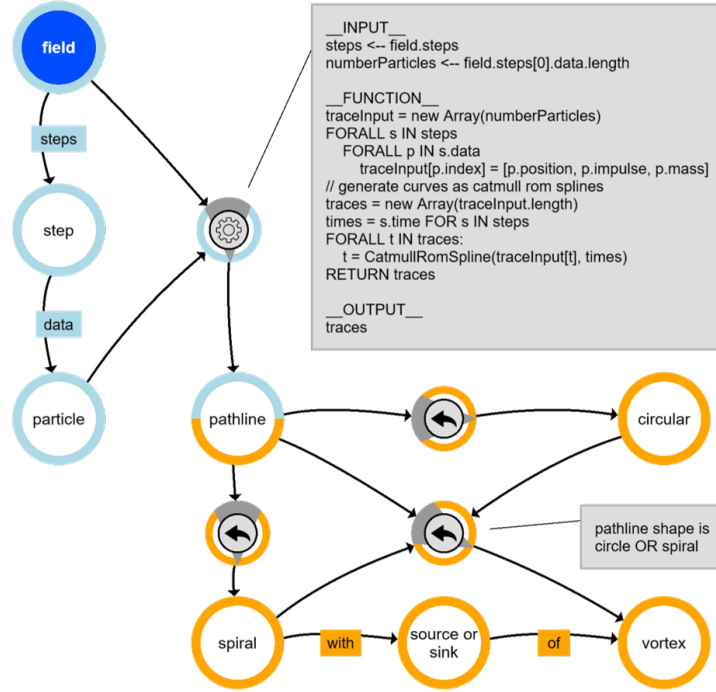 field
__INPUT__
steps <-- field.steps
numberParticles <-- field.steps[0].data.length
__FUNCTION__
traceInput = new Array(numberParticles)
FORALL s IN steps
FORALL p IN s.data
traceInput[p.index] = [p.position, p.impulse, p.mass]
// generate curves as catmull rom splines
traces = new Array(traceInput.length)
times = s.time FOR s IN steps
FORALL t IN traces:
t = CatmullRomSpline(traceInput[t], times)
RETURN traces
__OUTPUT__
traces
steps
step
data
particle
pathline
circular
pathline shape is
circle OR spiral
spiral
with
source or
sink
of
vortex